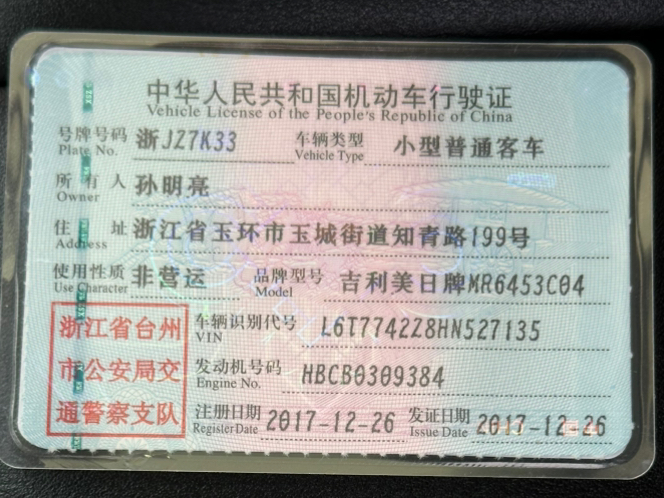 中华人民共和国机动车行驶证
Vehicle License of the People's Republic of China
号牌号码 浙JZ7K33 车辆类型 小型普通客车
Plate No. Vehicle Type
所有人 孙明亮
Owner
住址 浙江省玉环市玉城街道知青路199号
Address
使用性质 非营运 品牌型号 吉利美日牌MR6453C04
Use Character Model
浙江省台州 车辆识别代号 L6T7742Z8HN527135
VIN
市公安局交 发动机号码 HBCB0309384
Engine No.
通警察支队 注册日期 2017-12-26 发证日期 2017-12-26
Register Date Issue Date